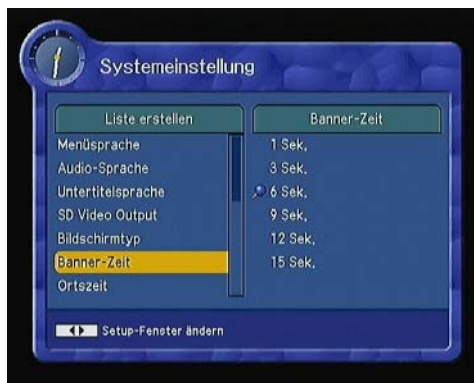 Systemeinstellung
Liste erstellen
Menüsprache
Audio-Sprache
Untertitelsprache
SD Video Output
Bildschirmtyp
Banner-Zeit
Ortszeit
Banner-Zeit
1 Sek.
3 Sek.
6 Sek.
9 Sek.
12 Sek.
15 Sek.
Setup-Fenster ändern